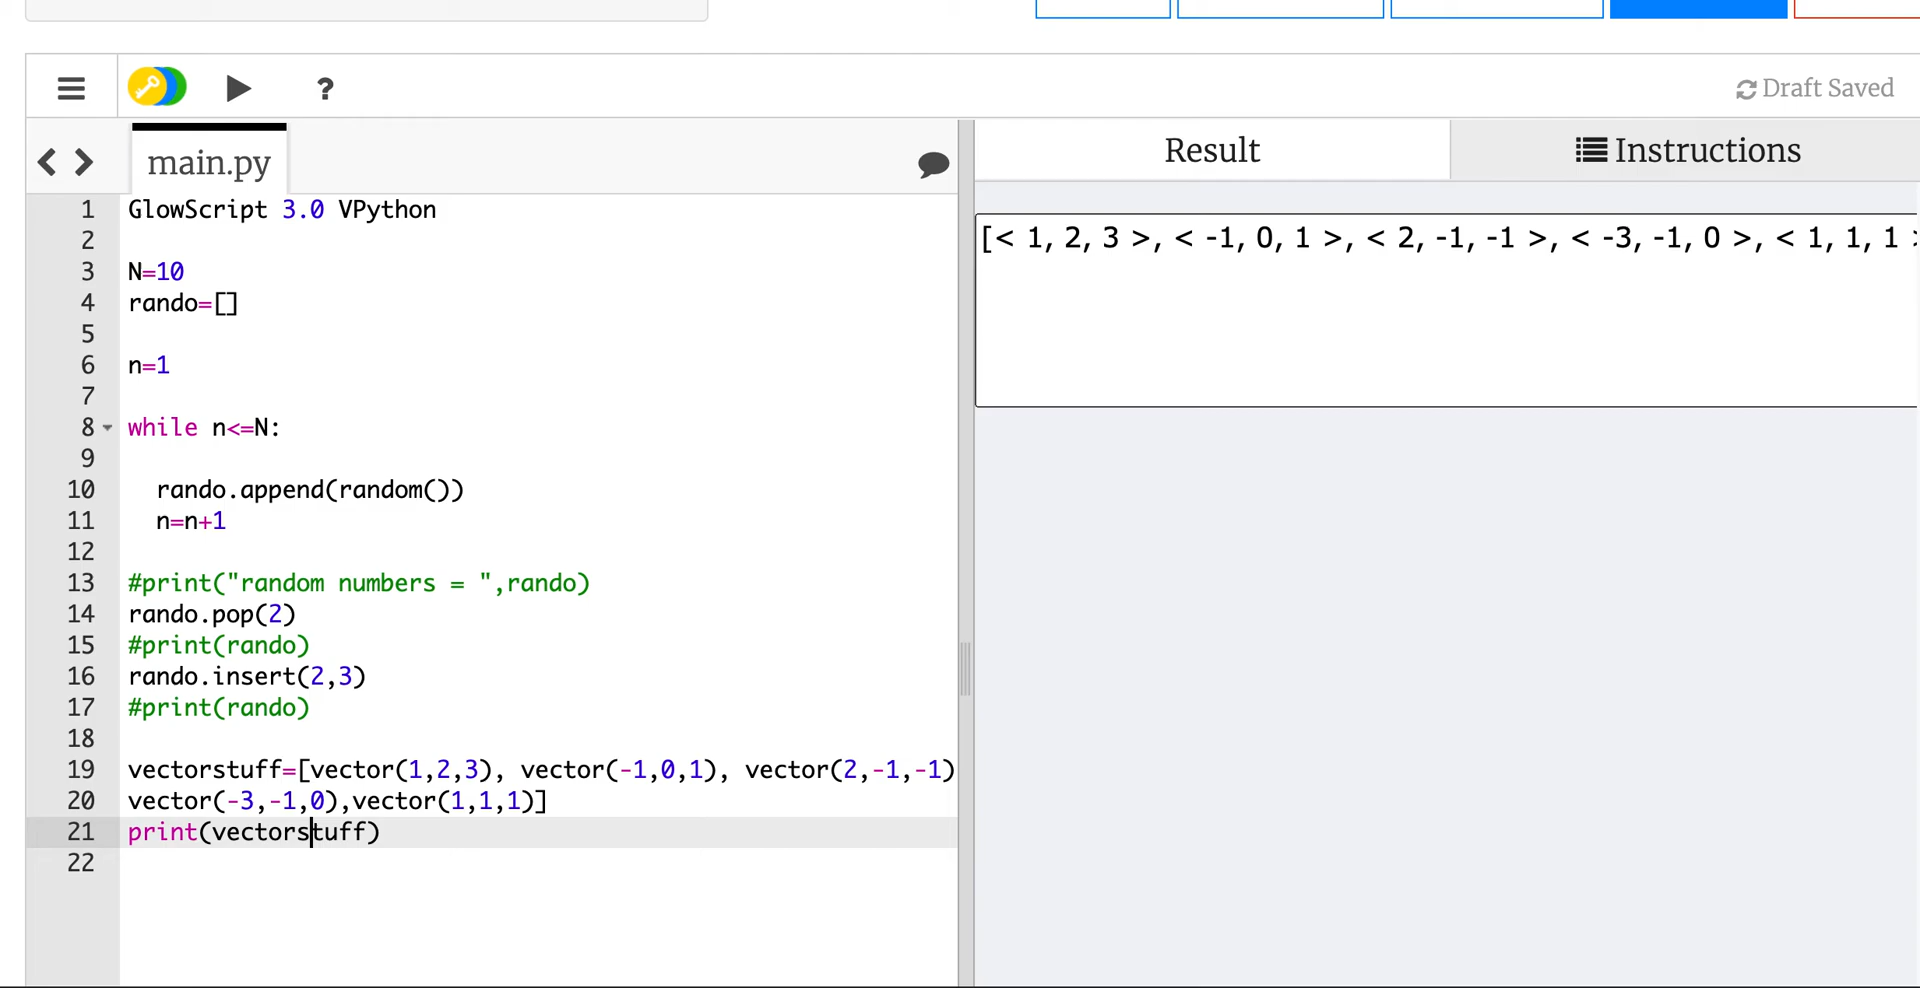 ?
Draft Saved
main.py
Result
Instructions
1 GlowScript 3.0 VPython
2
3 N=10
4 rando=[]
5
6 n=1
7
8 while n<=N:
9
10 rando.append(random())
11 n=n+1
12
13 #print("random numbers = ",rando)
14 rando.pop(2)
15 #print(rando)
16 rando.insert(2,3)
17 #print(rando)
18
19 vectorstuff=[vector(1,2,3), vector(-1,0,1), vector(2,-1,-1)
20 vector(-3,-1,0),vector(1,1,1)]
21 print(vectorstuff)
22
[< 1, 2, 3 >, < -1, 0, 1 >, < 2, -1, -1 >, < -3, -1, 0 >, < 1, 1, 1 >